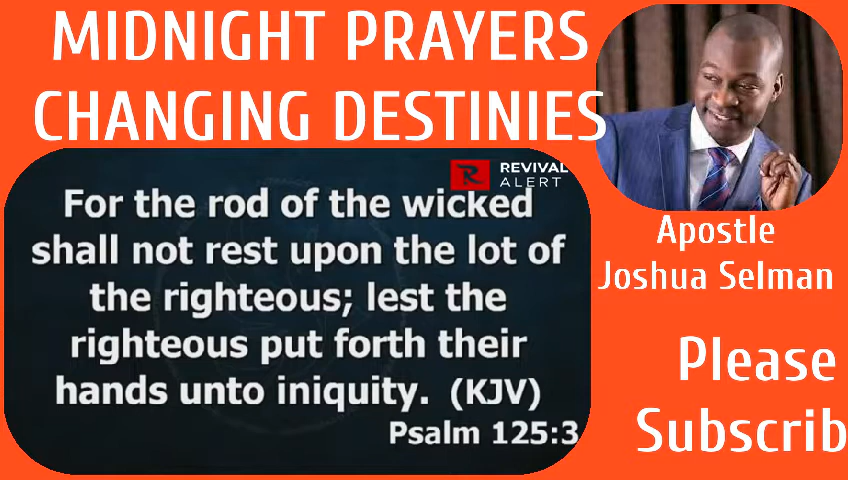 MIDNIGHT PRAYERS
CHANGING DESTINIES
REVIVAL
ALERT
For the rod of the wicked
shall not rest upon the lot of
the righteous; lest the
righteous put forth their
hands unto iniquity. (KJV)
Psalm 125:3
Apostle
Joshua Selman
Please
Subscrib